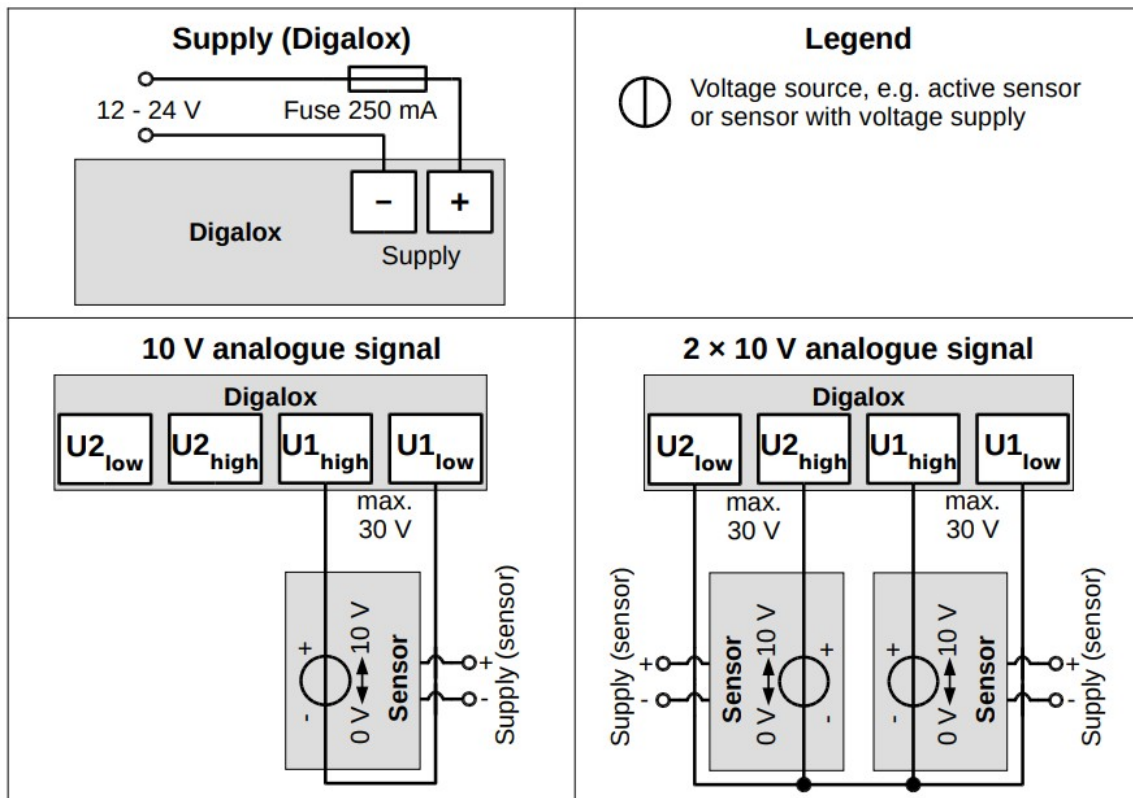 Supply (Digalox)
12 - 24 V
Fuse 250 mA
− +
Digalox
Supply
Legend
Voltage source, e.g. active sensor
or sensor with voltage supply
10 V analogue signal
Digalox
U2low U2high U1high U1low
max.
30 V
+
-
0 V
10 V
Sensor
+
-
Supply (sensor)
2 × 10 V analogue signal
Digalox
U2low U2high U1high U1low
max.
30 V
max.
30 V
Supply (sensor)
+
-
Sensor
0 V
10 V
+
-
+
-
0 V
10 V
Sensor
+
-
Supply (sensor)